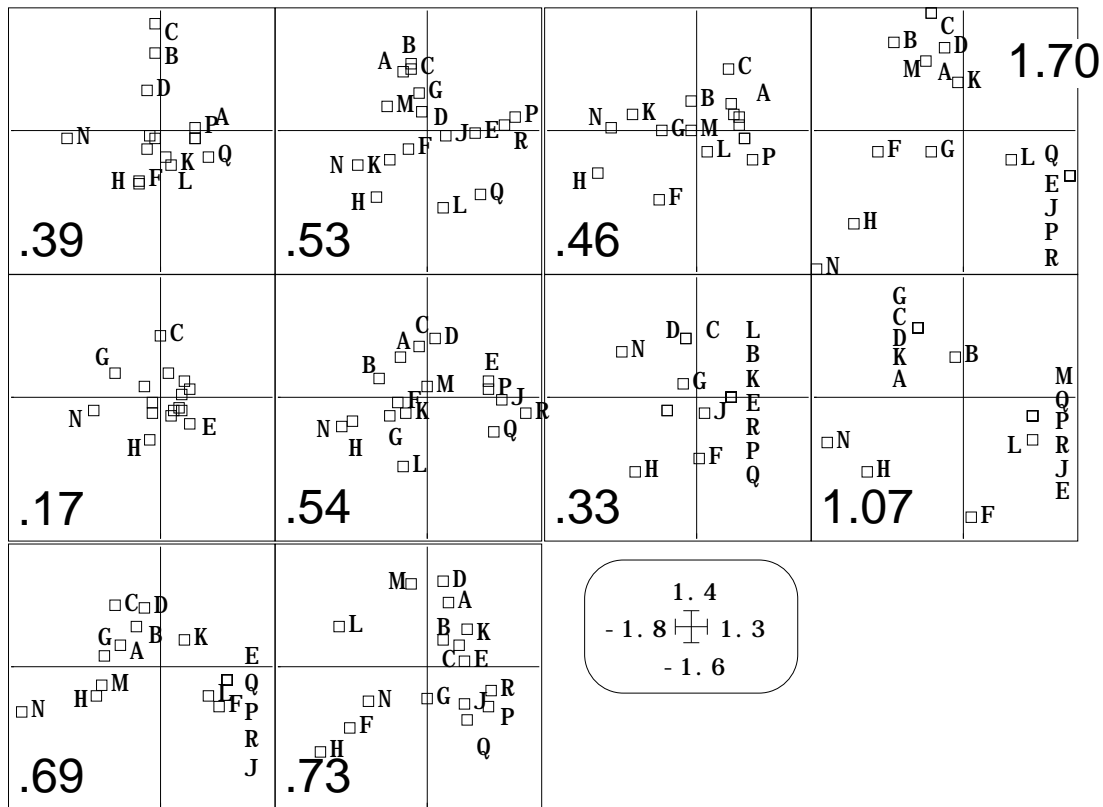 C
B
D
P A
N
K Q
H F L
.39
B
A C
G
M D P
J E R
F
N K
H L Q
.53
C
B A
K
N G M
L P
H
F
.46
C 1.70
B D
M A K
F G L Q
E
J
H P
R
N
C
G
N E
H
.17
C D
A
B E
M P
F K J R
N H G Q
L
.54
D C L
N B
G K
J E
R
F P
H Q
.33
G
C
D
K B
A M
Q
P
N L R
H J
E
F
1.07
C D
B K
G A E
H M L Q
N F P
R
J
.69
M D
A
L B K
C E
N G J R
F P
H Q
.73
1.4
-1.8 1.3
-1.6